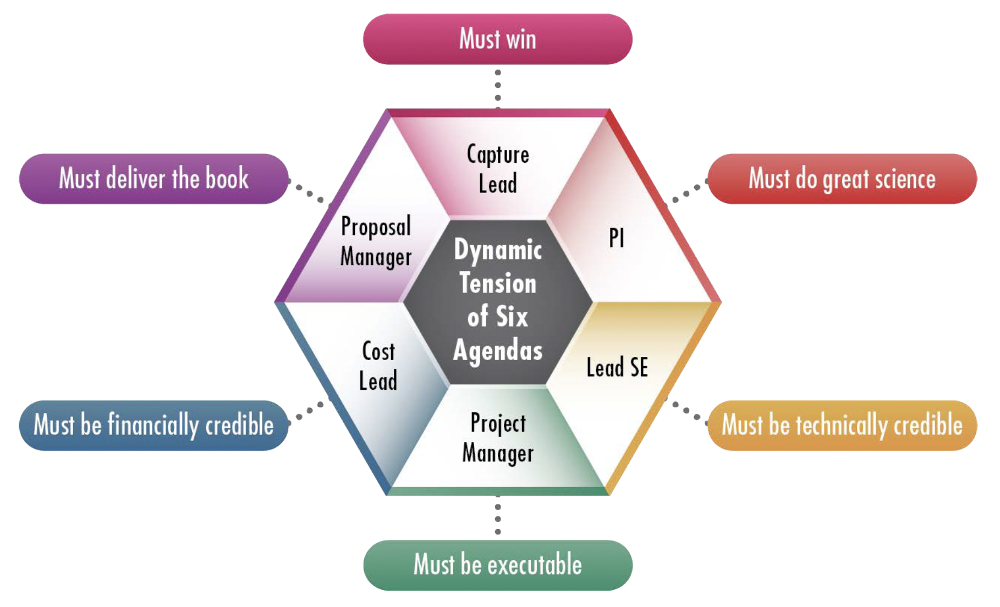 Must win
Must deliver the book
Must do great science
Capture
Lead
Proposal
Manager
PI
Dynamic
Tension
of Six
Agendas
Cost
Lead
Lead SE
Project
Manager
Must be financially credible
Must be technically credible
Must be executable